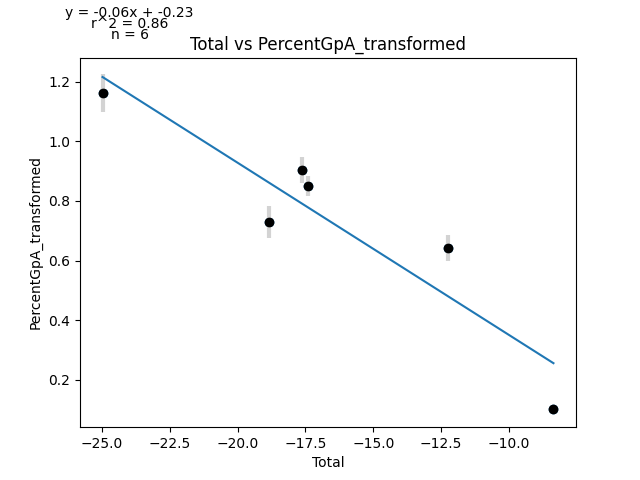 y = -0.06x + -0.23
r^2 = 0.86
n = 6
Total vs PercentGpA_transformed
PercentGpA_transformed
1.2
1.0
0.8
0.6
0.4
0.2
−25.0 −22.5 −20.0 −17.5 −15.0 −12.5 −10.0
Total